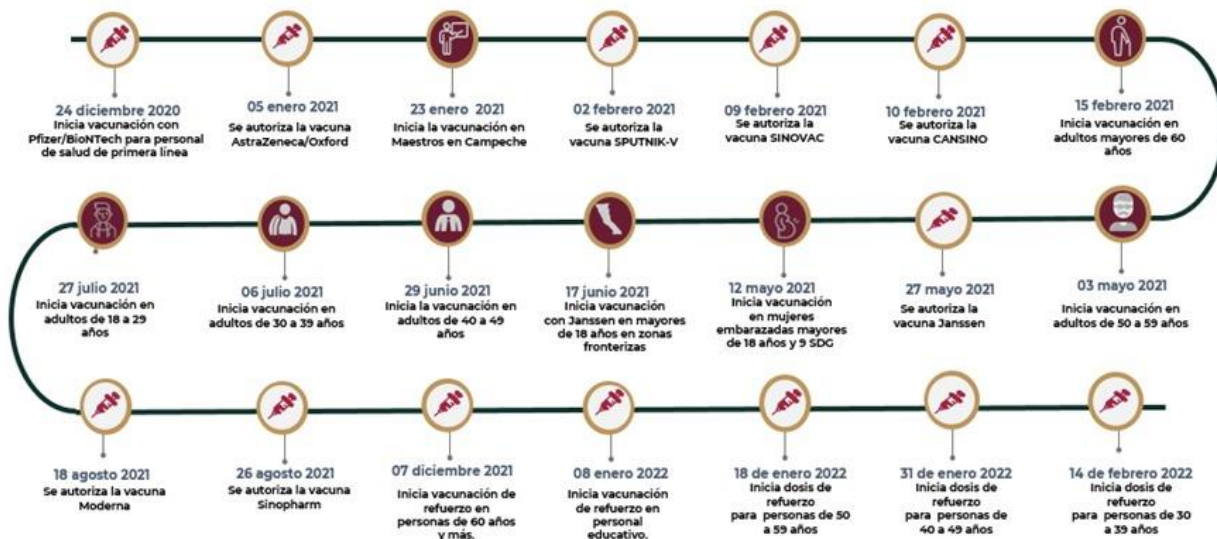 24 diciembre 2020
Inicia vacunación con
Pfizer/BioNTech para personal
de salud de primera línea
05 enero 2021
Se autoriza la vacuna
AstraZeneca/Oxford
23 enero 2021
Inicia la vacunación en
Maestros en Campeche
02 febrero 2021
Se autoriza la
vacuna SPUTNIK-V
09 febrero 2021
Se autoriza la
vacuna SINOVAC
10 febrero 2021
Se autoriza la
vacuna CANSINO
15 febrero 2021
Inicia vacunación en
adultos mayores de 60
años
27 julio 2021
Inicia vacunación en
adultos de 18 a 29
años
06 julio 2021
Inicia vacunación en
adultos de 30 a 39 años
29 junio 2021
Inicia la vacunación en
adultos de 40 a 49
años
17 junio 2021
Inicia vacunación
con Janssen en mayores
de 18 años en zonas
fronterizas
12 mayo 2021
Inicia vacunación
en mujeres
embarazadas mayores
de 18 años y 9 SDG
27 mayo 2021
Se autoriza la
vacuna Janssen
03 mayo 2021
Inicia vacunación en
adultos de 50 a 59 años
18 agosto 2021
Se autoriza la vacuna
Moderna
26 agosto 2021
Se autoriza la vacuna
Sinopharm
07 diciembre 2021
Inicia vacunación de
refuerzo en
personas de 60 años
y más.
08 enero 2022
Inicia vacunación
de refuerzo en
personal
educativo.
18 de enero 2022
Inicia dosis de
refuerzo
para personas de 50
a 59 años
31 de enero 2022
Inicia dosis de
refuerzo
para personas de
40 a 49 años
14 de febrero 2022
Inicia dosis de
refuerzo
para personas de 30
a 39 años